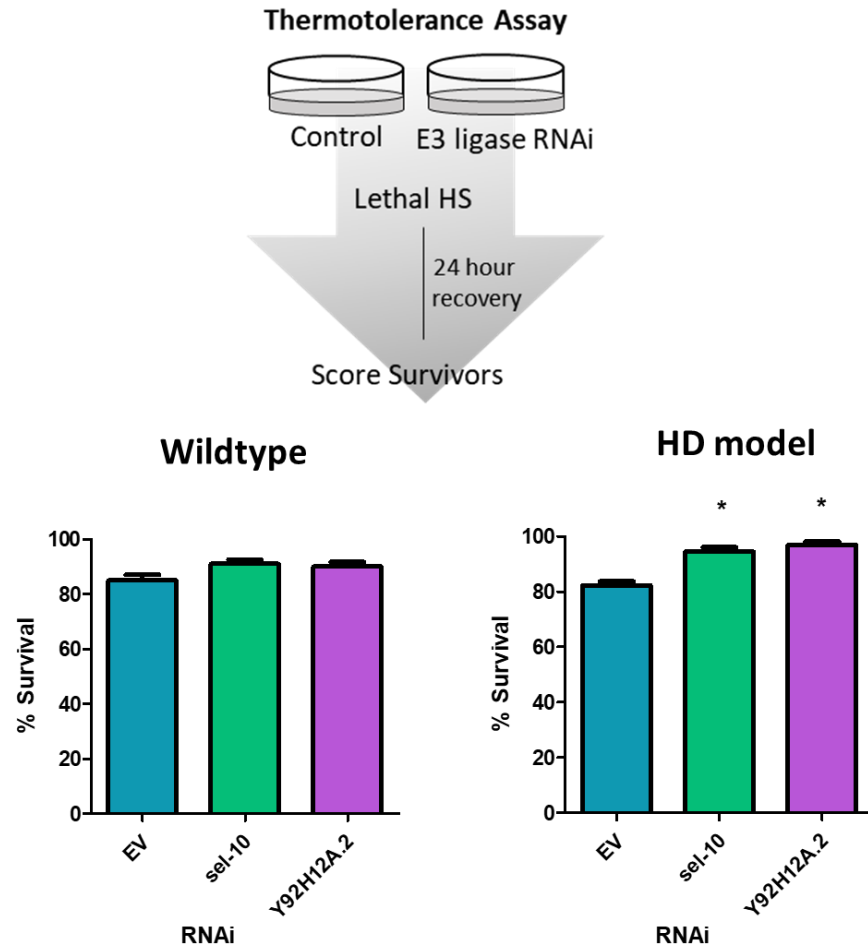 Thermotolerance Assay
Control
E3 ligase RNAi
Lethal HS
24 hour
recovery
Score Survivors
Wildtype
% Survival
100
80
60
40
20
0
EV
sel-10
Y92H12A.2
RNAi
HD model
*
*
% Survival
100
80
60
40
20
0
EV
sel-10
Y92H12A.2
RNAi